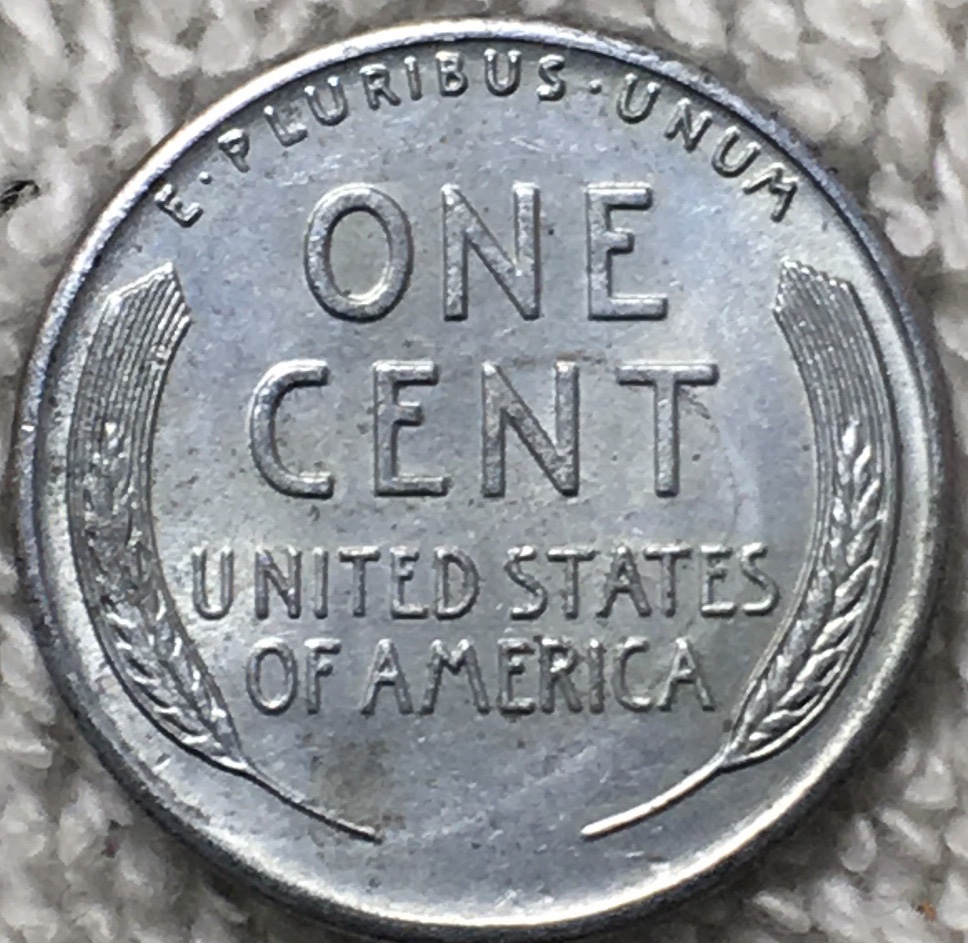 E·PLURIBUS·UNUM
ONE
CENT
UNITED STATES
OF AMERICA